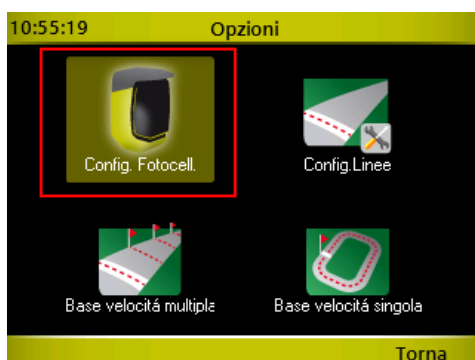 10:55:19 Opzioni
Config. Fotocell.
Config.Linee
Base velocitá multipla
Base velocitá singola
Torna